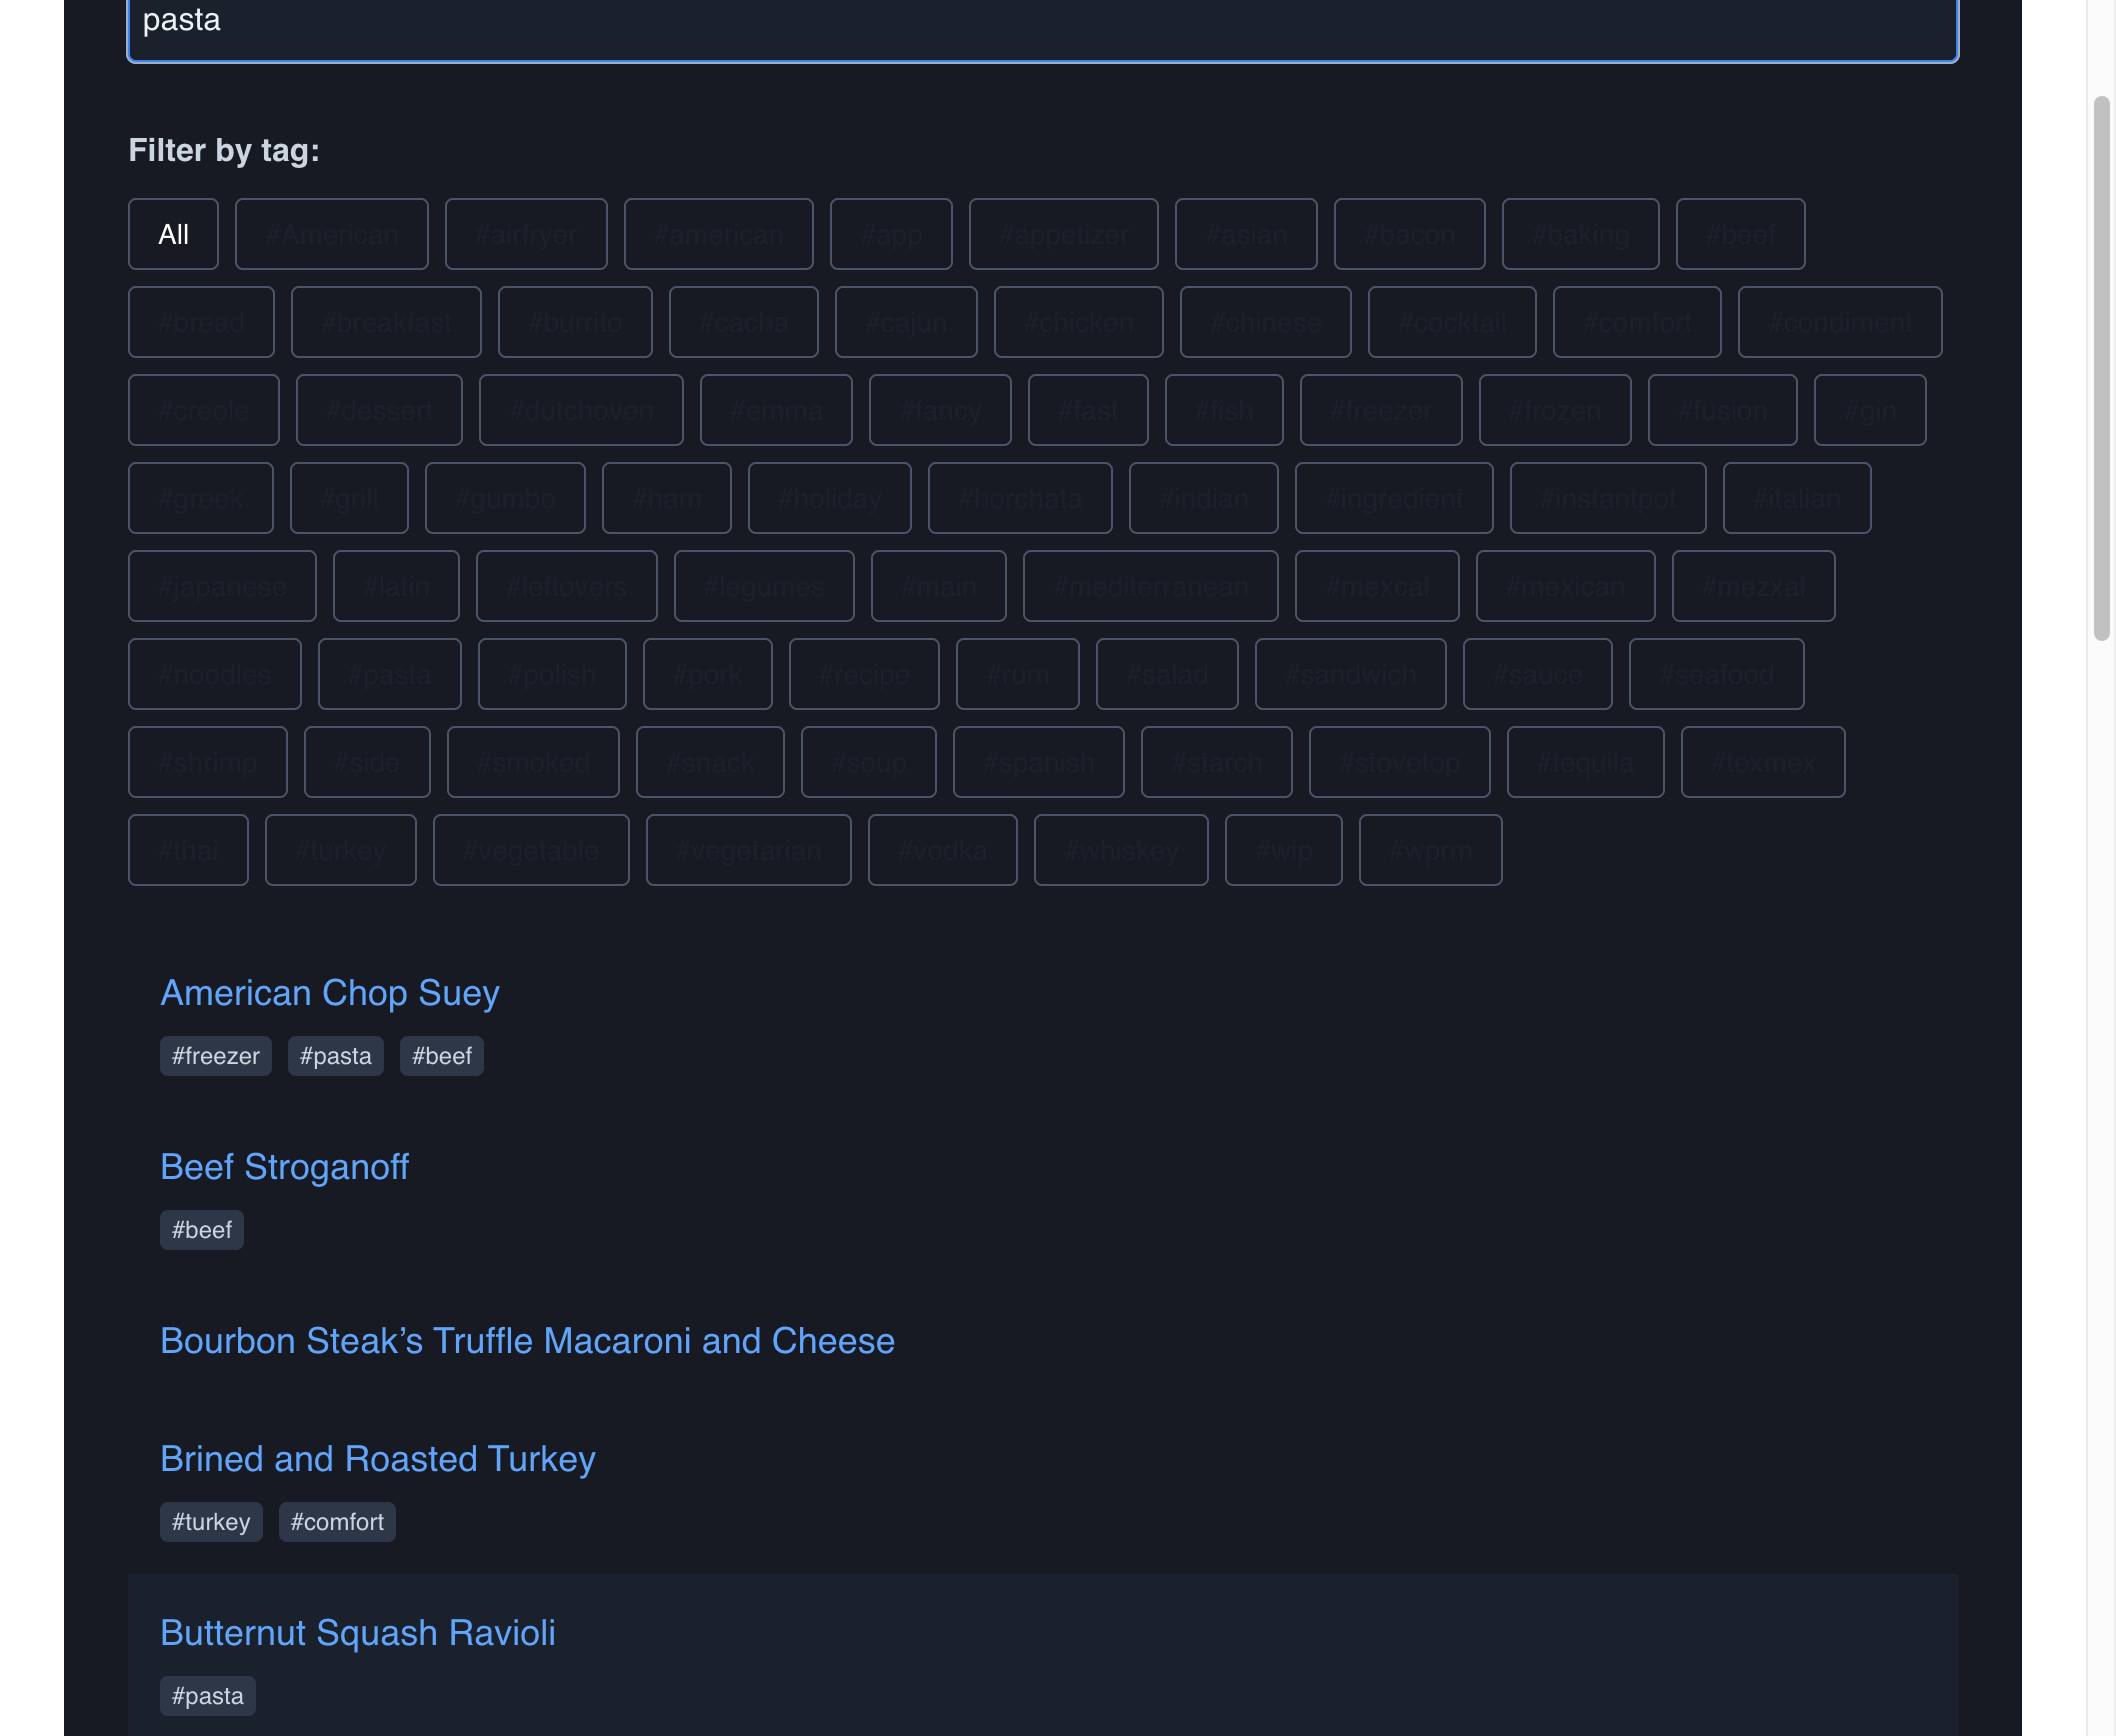 pasta
Filter by tag:
All #American #airfryer #american #app #appetizer #asian #bacon #baking #beef
#bread #breakfast #burrito #cacha #cajun #chicken #chinese #cocktail #comfort #condiment
#creole #dessert #dutchoven #emma #fancy #fast #fish #freezer #frozen #fusion #gin
#greek #grill #gumbo #ham #holiday #horchata #indian #ingredient #instantpot #italian
#japanese #latin #leftovers #legumes #main #mediterranean #mexcal #mexican #mezxal
#noodles #pasta #polish #pork #recipe #rum #salad #sandwich #sauce #seafood
#shrimp #side #smoked #snack #soup #spanish #starch #stovetop #tequila #texmex
#thai #turkey #vegetable #vegetarian #vodka #whiskey #wip #wprm
American Chop Suey
#freezer #pasta #beef
Beef Stroganoff
#beef
Bourbon Steak’s Truffle Macaroni and Cheese
Brined and Roasted Turkey
#turkey #comfort
Butternut Squash Ravioli
#pasta